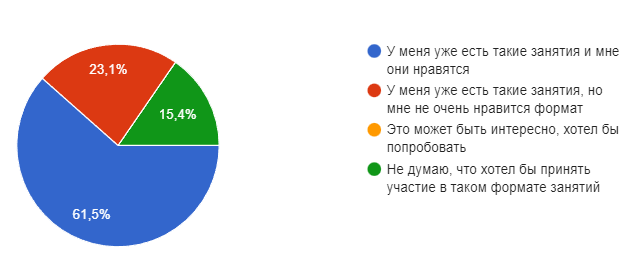 23,1%
15,4%
61,5%
У меня уже есть такие занятия и мне
они нравятся
У меня уже есть такие занятия, но
мне не очень нравится формат
Это может быть интересно, хотел бы
попробовать
Не думаю, что хотел бы принять
участие в таком формате занятий